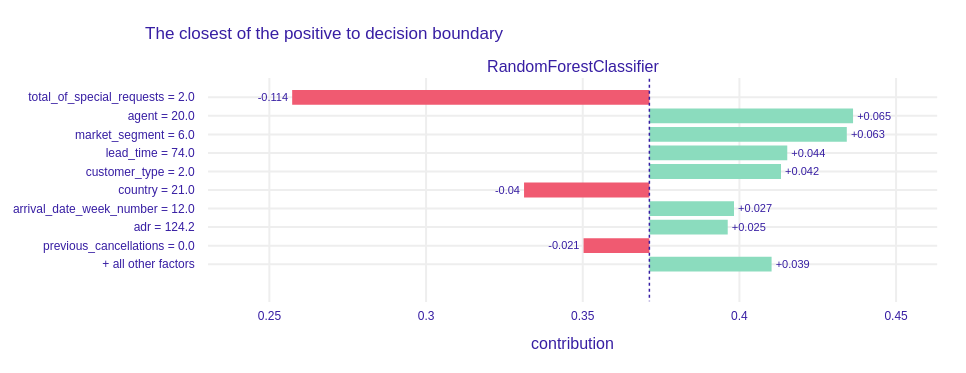 The closest of the positive to decision boundary
RandomForestClassifier
total_of_special_requests = 2.0 -0.114
agent = 20.0 +0.065
market_segment = 6.0 +0.063
lead_time = 74.0 +0.044
customer_type = 2.0 +0.042
country = 21.0 -0.04
arrival_date_week_number = 12.0 +0.027
adr = 124.2 +0.025
previous_cancellations = 0.0 -0.021
+ all other factors +0.039
0.25 0.3 0.35 0.4 0.45
contribution